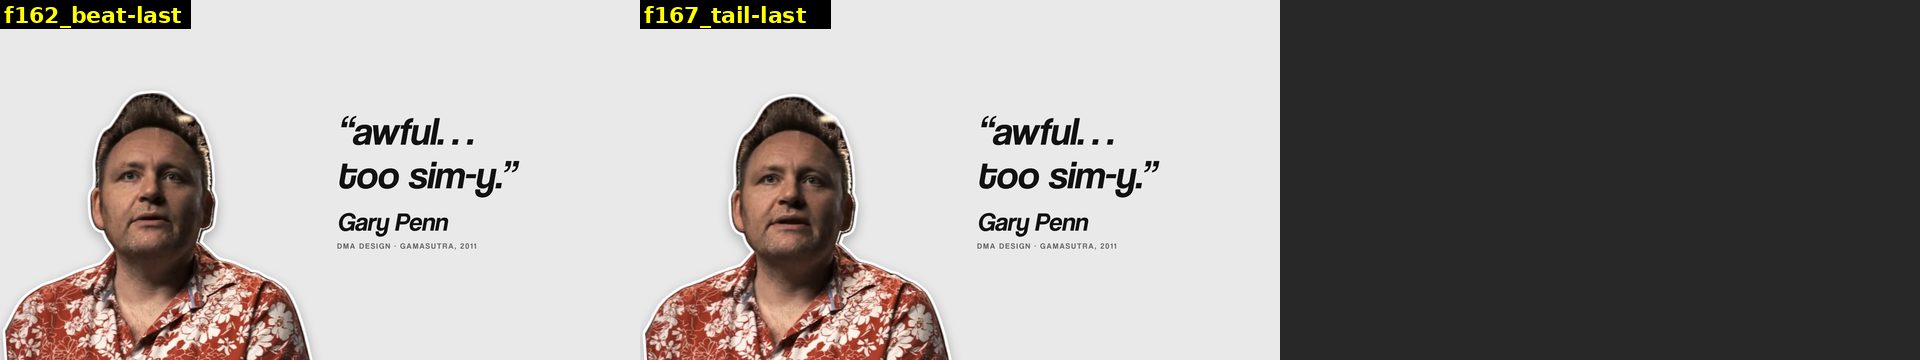 f162_beat-last
“awful...
too sim-y.”
Gary Penn
DMA DESIGN · GAMASUTRA, 2011
f167_tail-last
“awful...
too sim-y.”
Gary Penn
DMA DESIGN · GAMASUTRA, 2011